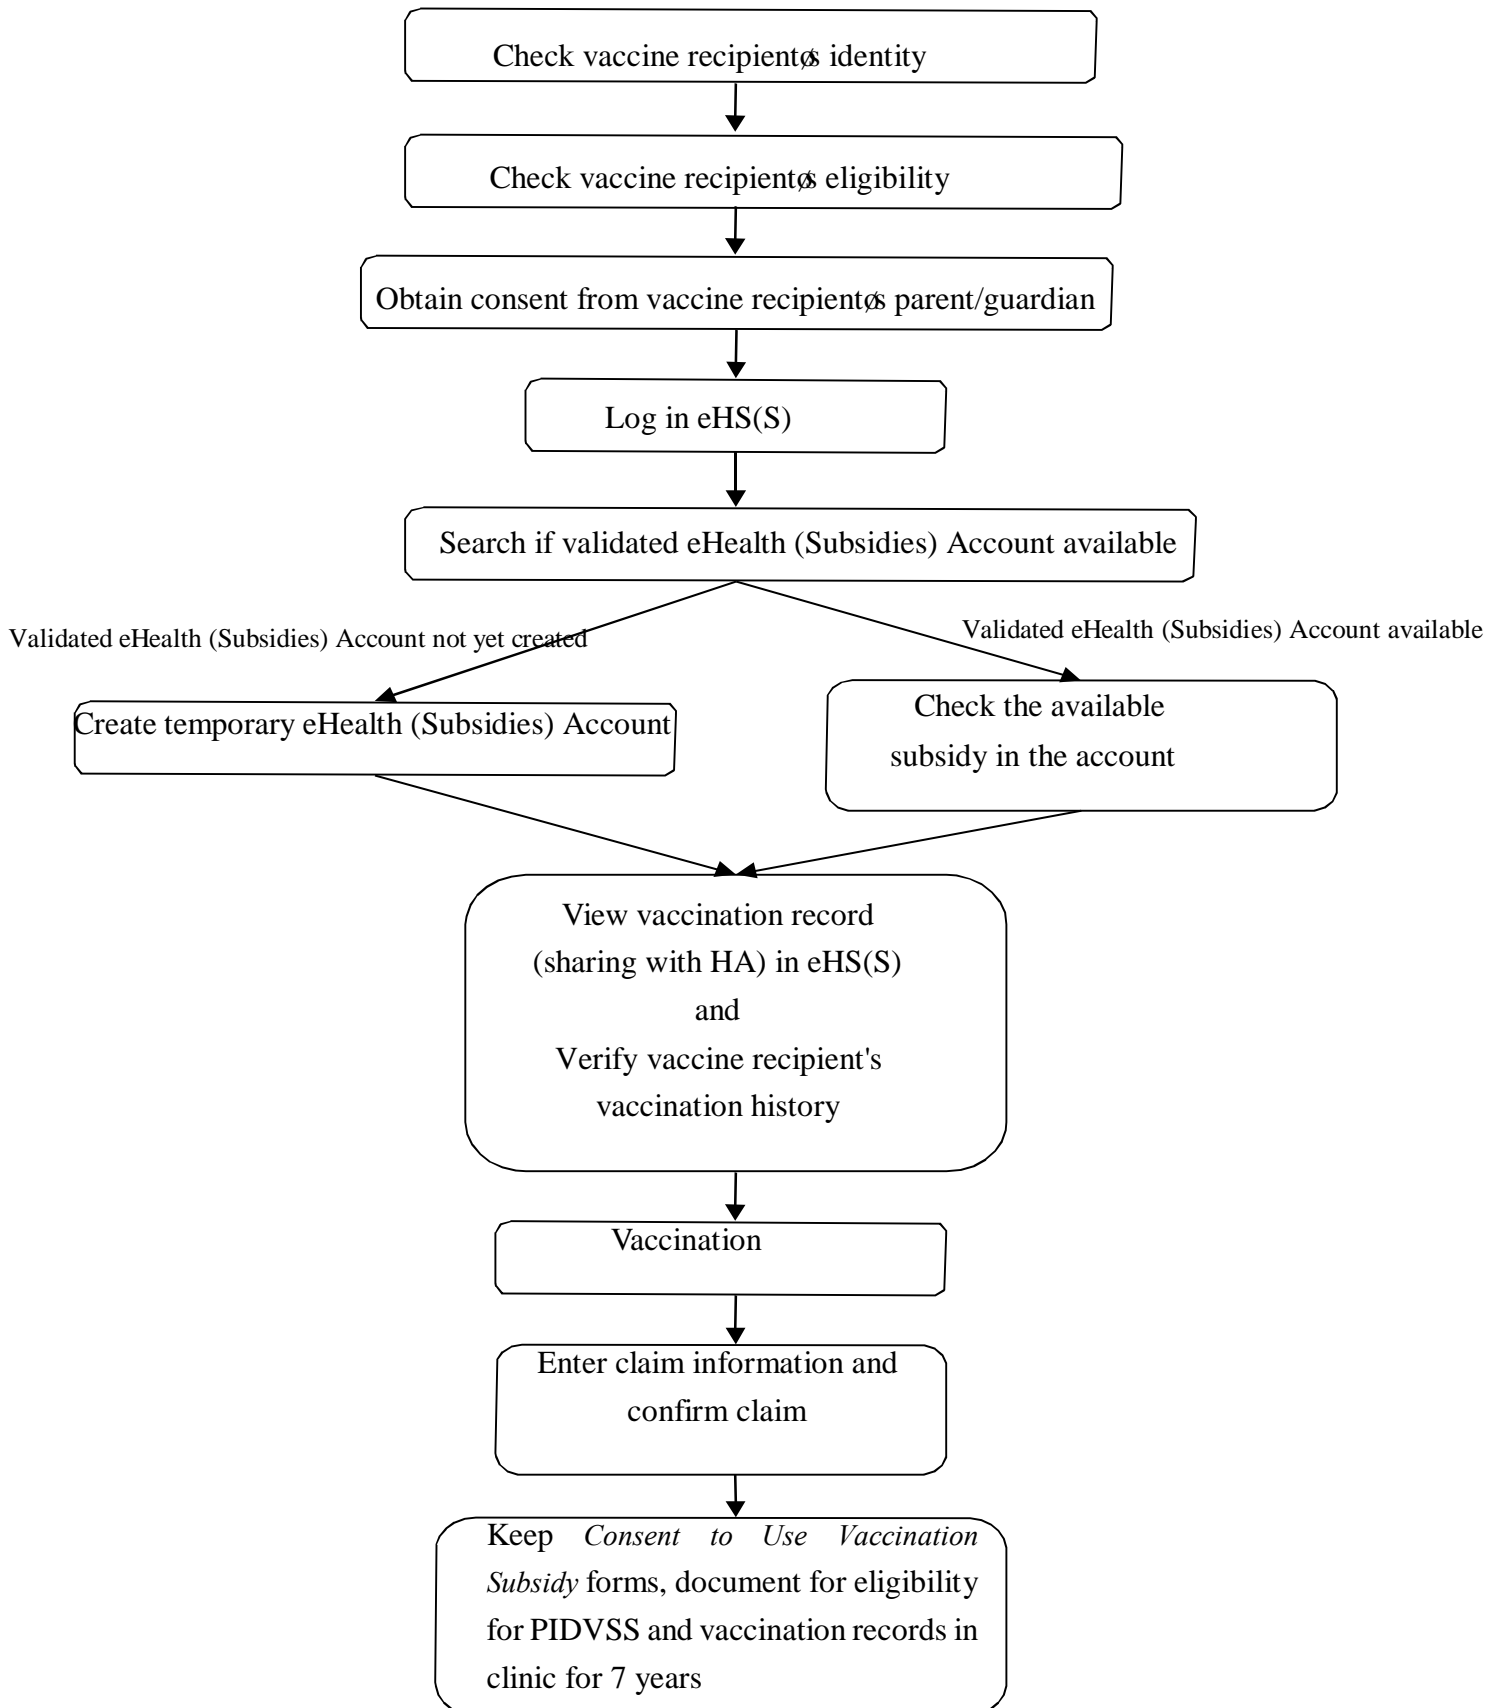 Check vaccine recipientøs identity
Check vaccine recipientøs eligibility
Obtain consent from vaccine recipientøs parent/guardian
Log in eHS(S)
Search if validated eHealth (Subsidies) Account available
Validated eHealth (Subsidies) Account not yet created
Validated eHealth (Subsidies) Account available
Create temporary eHealth (Subsidies) Account
Check the available
subsidy in the account
View vaccination record
(sharing with HA) in eHS(S)
and
Verify vaccine recipient's
vaccination history
Vaccination
Enter claim information and
confirm claim
Keep Consent to Use Vaccination
Subsidy forms, document for eligibility
for PIDVSS and vaccination records in
clinic for 7 years